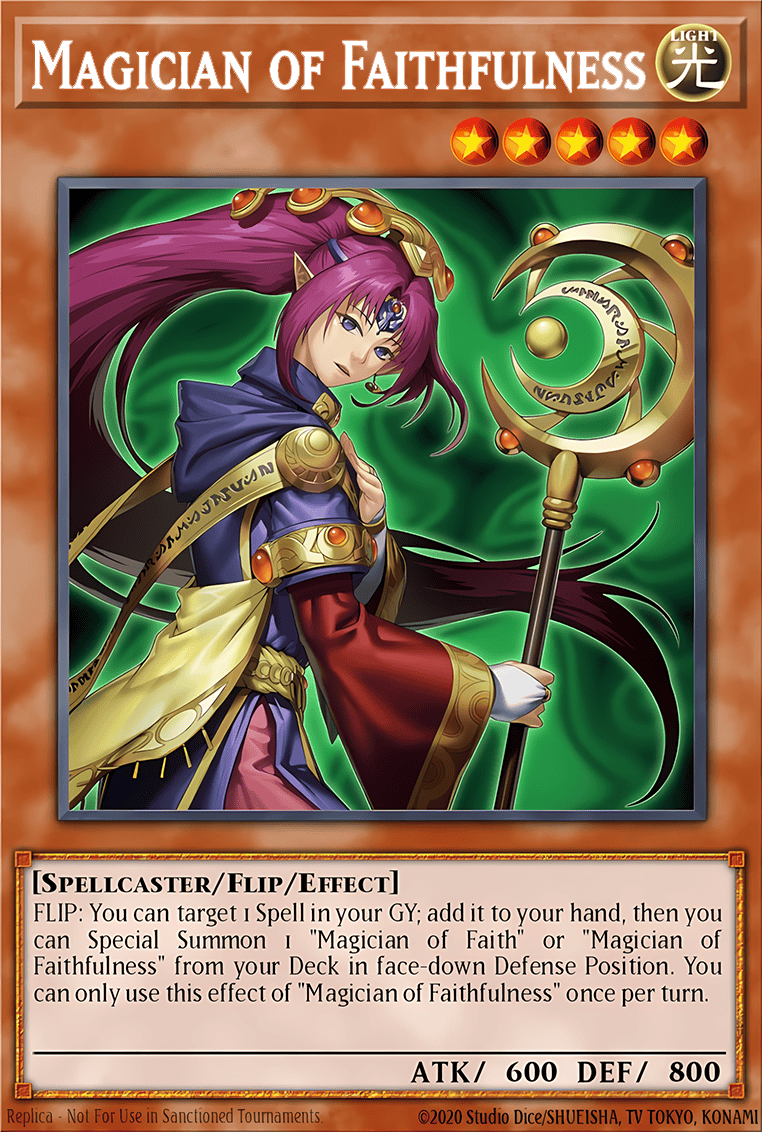 Magician of Faithfulness
LIGHT
光
[Spellcaster/Flip/Effect]
FLIP: You can target 1 Spell in your GY; add it to your hand, then you
can Special Summon 1 "Magician of Faith" or "Magician of
Faithfulness" from your Deck in face-down Defense Position. You
can only use this effect of "Magician of Faithfulness" once per turn.
ATK/ 600 DEF/ 800
Replica - Not For Use in Sanctioned Tournaments.
©2020 Studio Dice/SHUEISHA, TV TOKYO, KONAMI